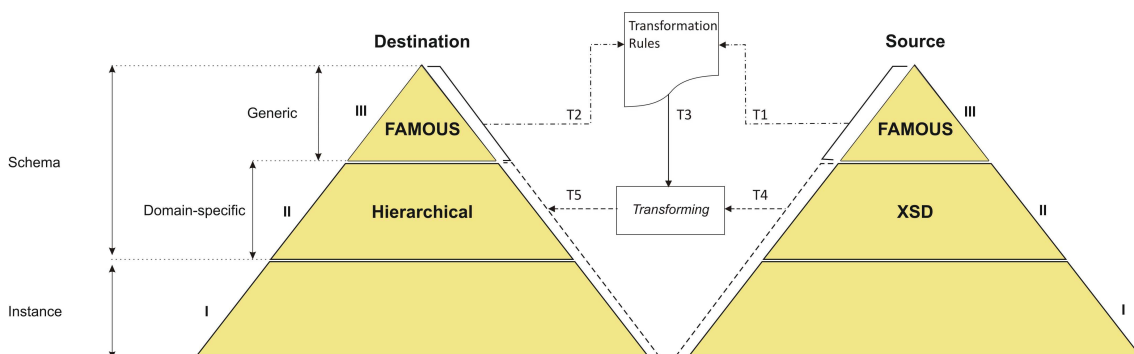 Destination
Transformation
Rules
Source
III
Generic
T2
T3
T1
III
FAMOUS
FAMOUS
Schema
Domain-specific
II
Hierarchical
T5
Transforming
T4
XSD
II
Instance
I
I